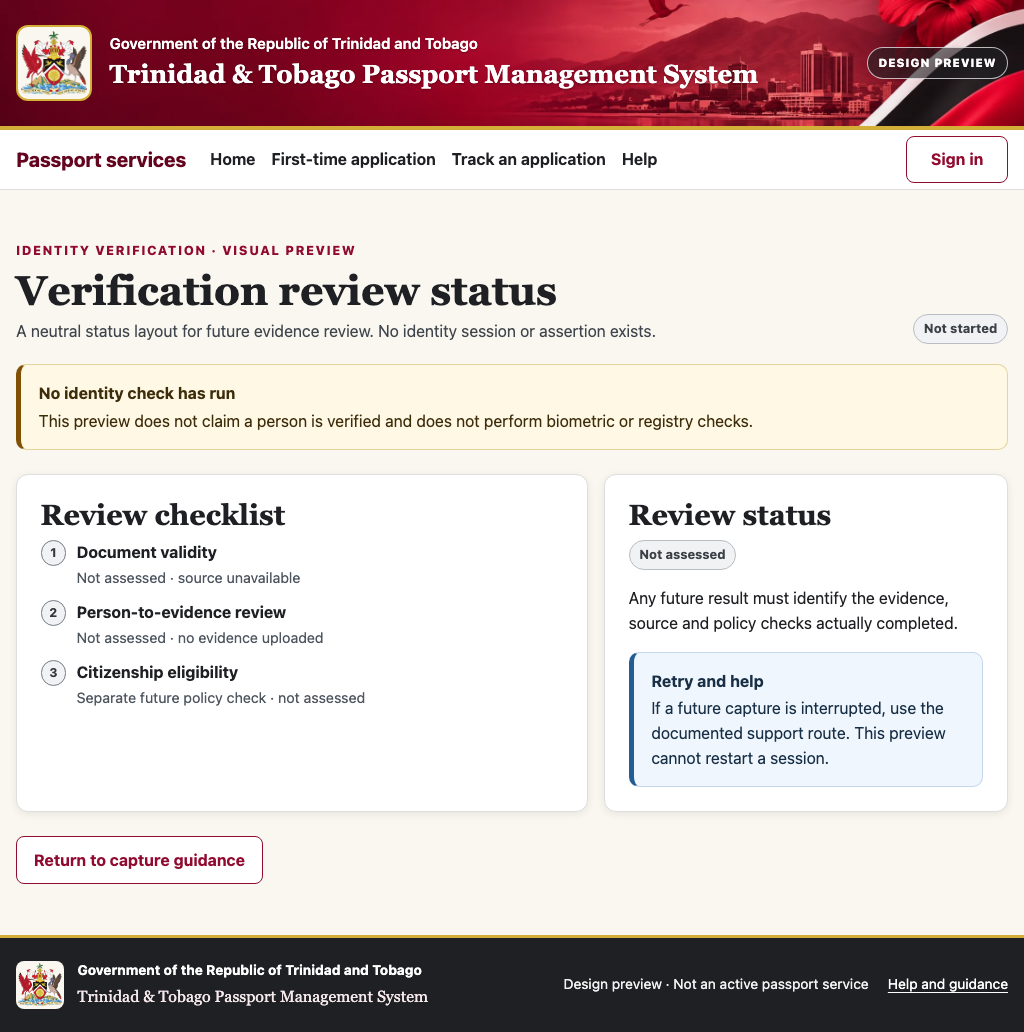 Government of the Republic of Trinidad and Tobago
Trinidad & Tobago Passport Management System
DESIGN PREVIEW
Passport services
Home
First-time application
Track an application
Help
Sign in
IDENTITY VERIFICATION · VISUAL PREVIEW
Verification review status
A neutral status layout for future evidence review. No identity session or assertion exists.
Not started
No identity check has run
This preview does not claim a person is verified and does not perform biometric or registry checks.
Review checklist
1
Document validity
Not assessed · source unavailable
2
Person-to-evidence review
Not assessed · no evidence uploaded
3
Citizenship eligibility
Separate future policy check · not assessed
Review status
Not assessed
Any future result must identify the evidence,
source and policy checks actually completed.
Retry and help
If a future capture is interrupted, use the
documented support route. This preview
cannot restart a session.
Return to capture guidance
Government of the Republic of Trinidad and Tobago
Trinidad & Tobago Passport Management System
Design preview · Not an active passport service
Help and guidance